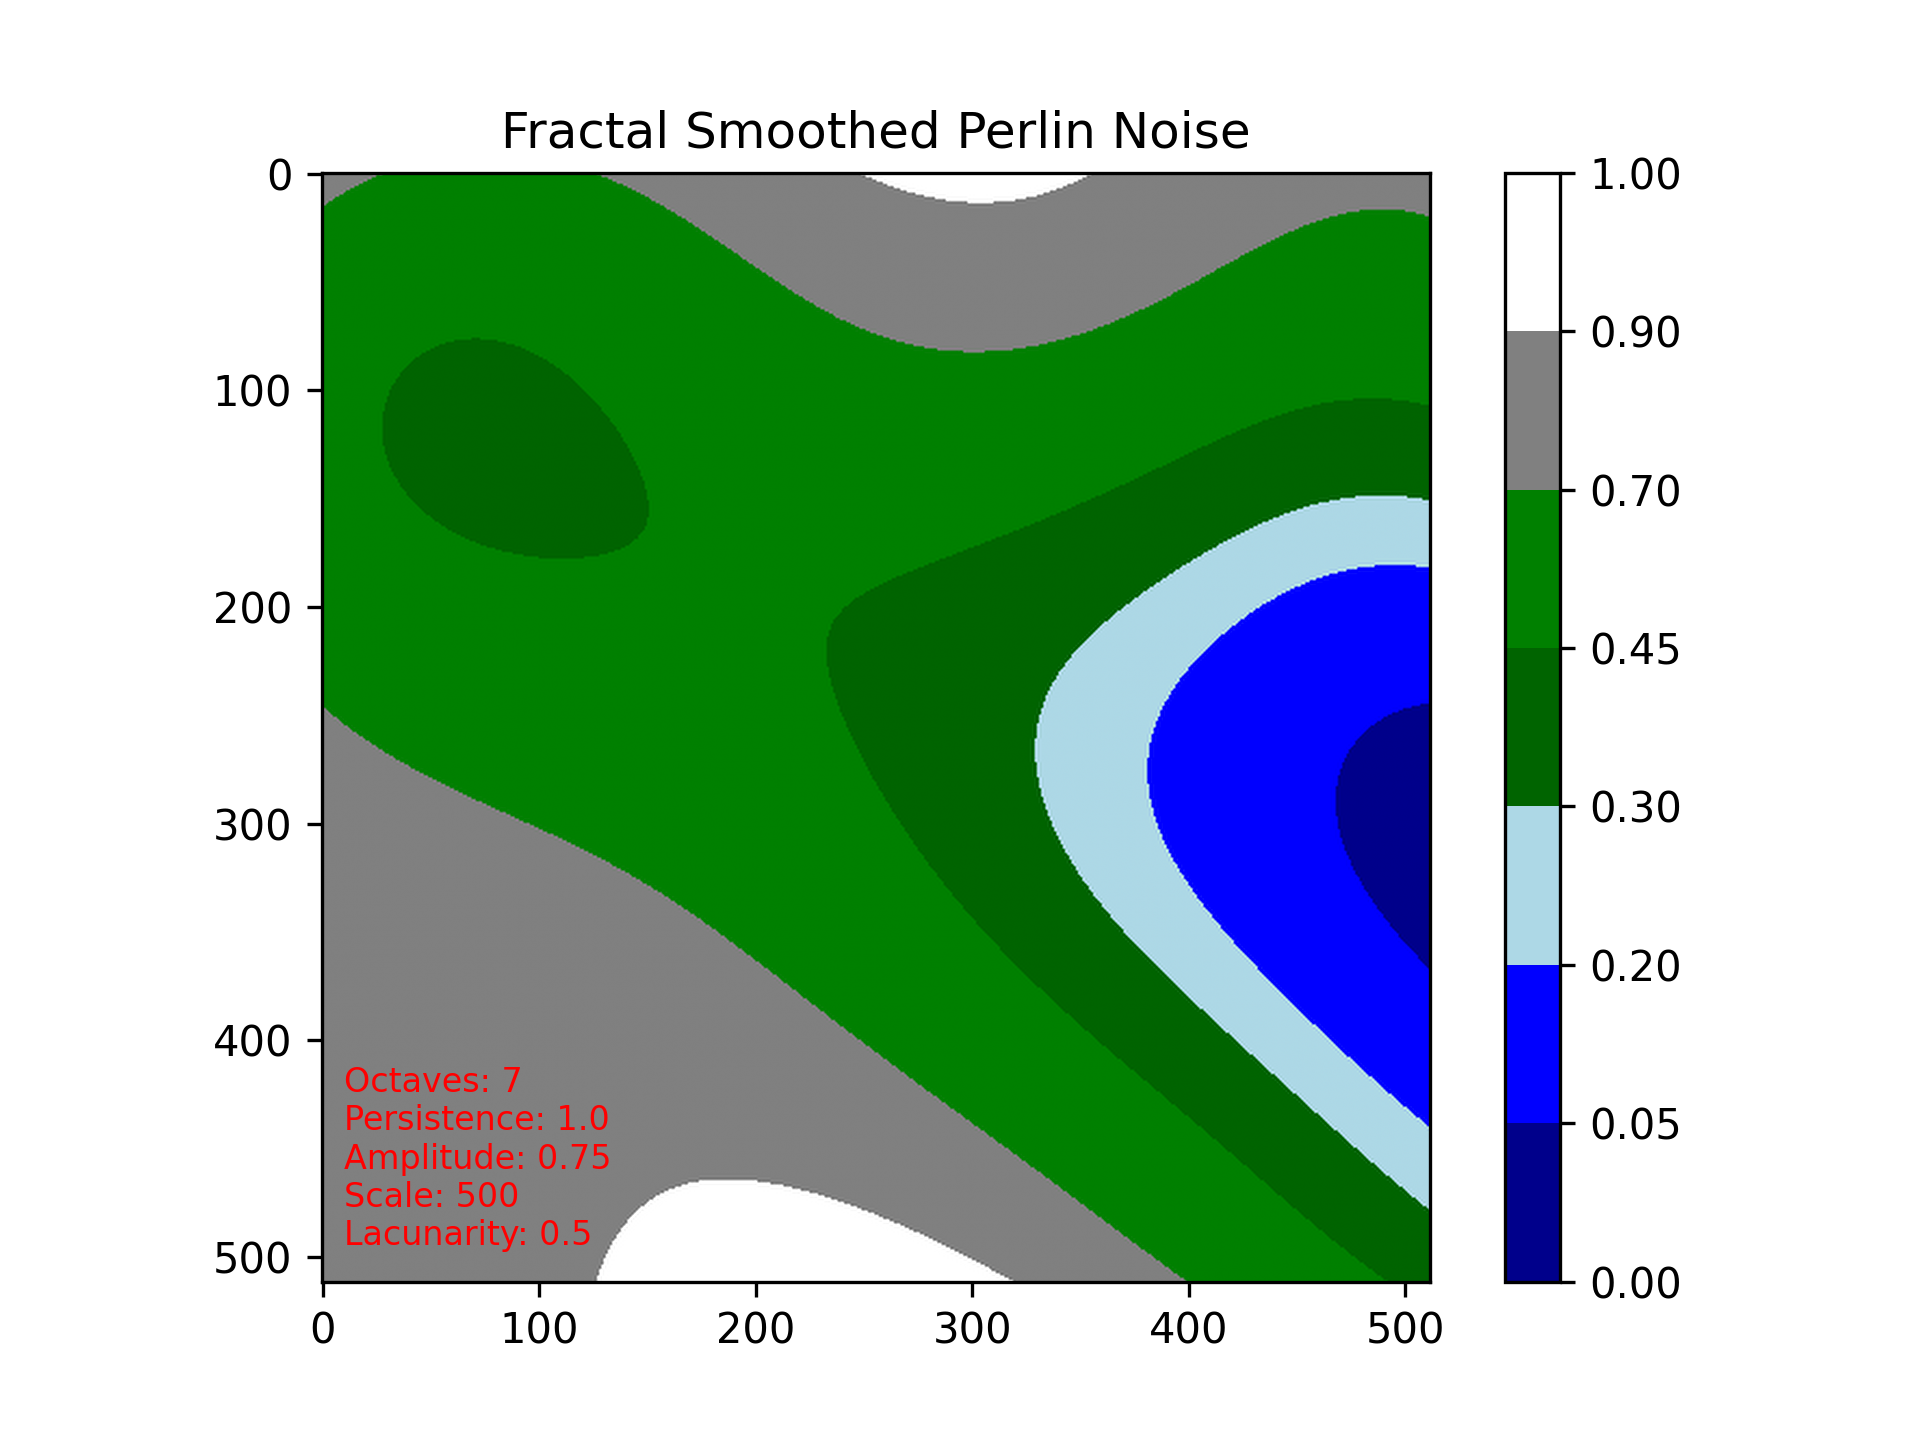 Fractal Smoothed Perlin Noise
0
100
200
300
400
500
Octaves: 7
Persistence: 1.0
Amplitude: 0.75
Scale: 500
Lacunarity: 0.5
0 100 200 300 400 500
1.00
0.90
0.70
0.45
0.30
0.20
0.05
0.00